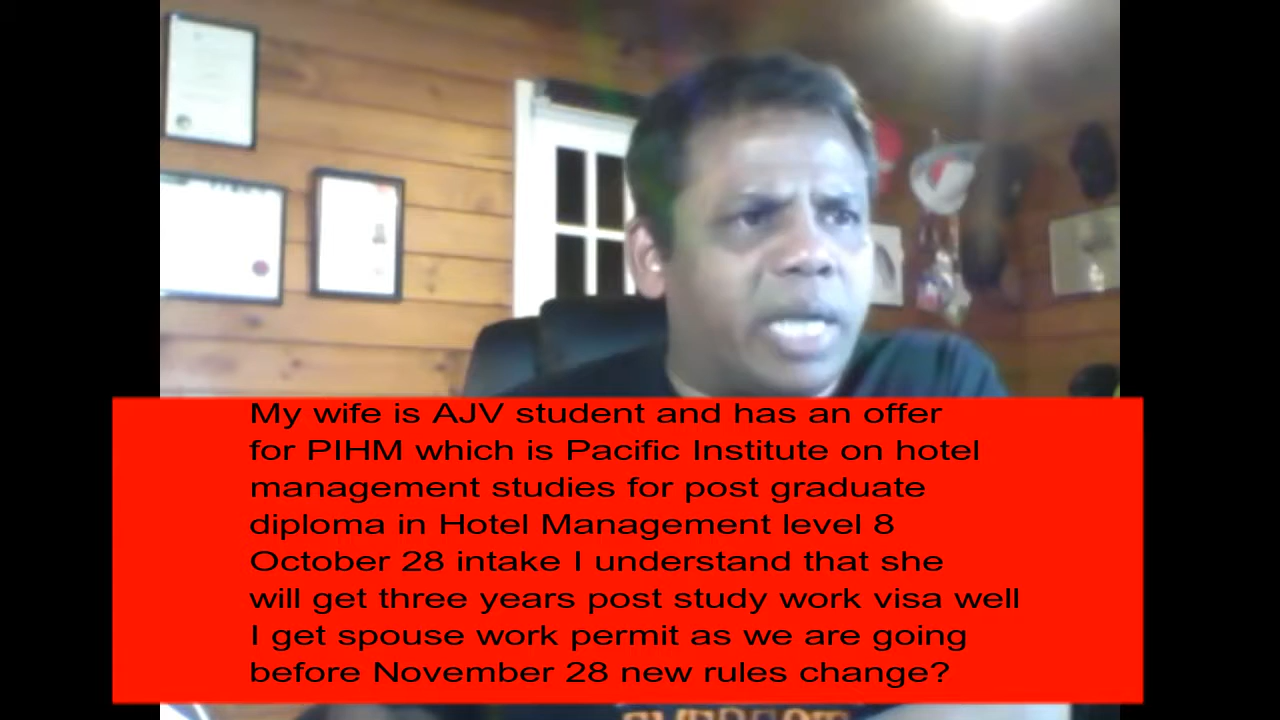 My wife is AJV student and has an offer
for PIHM which is Pacific Institute on hotel
management studies for post graduate
diploma in Hotel Management level 8
October 28 intake I understand that she
will get three years post study work visa well
I get spouse work permit as we are going
before November 28 new rules change?